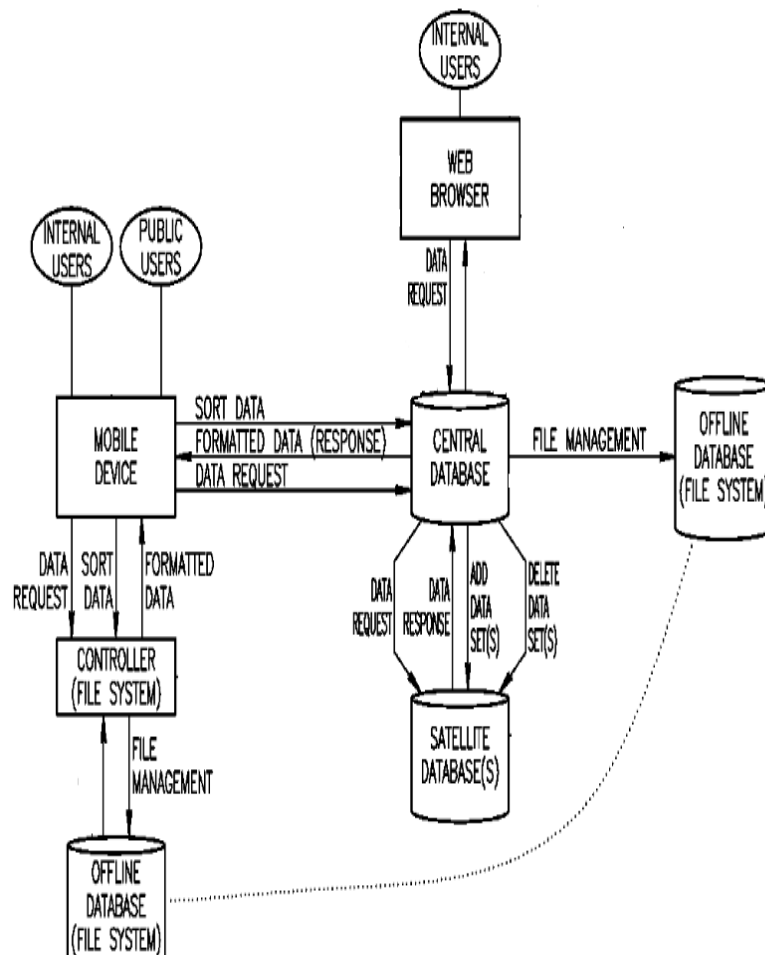 INTERNAL
USERS
WEB
BROWSER
INTERNAL
USERS
PUBLIC
USERS
DATA
REQUEST
MOBILE
DEVICE
SORT DATA
FORMATTED DATA (RESPONSE)
DATA REQUEST
CENTRAL
DATABASE
FILE MANAGEMENT
OFFLINE
DATABASE
(FILE SYSTEM)
DATA
REQUEST
SORT
DATA
FORMATTED
DATA
DATA
REQUEST
DATA
RESPONSE
ADD
DATA
SET(S)
DELETE
DATA
SET(S)
CONTROLLER
(FILE SYSTEM)
SATELLITE
DATABASE(S)
FILE
MANAGEMENT
OFFLINE
DATABASE
(FILE SYSTEM)